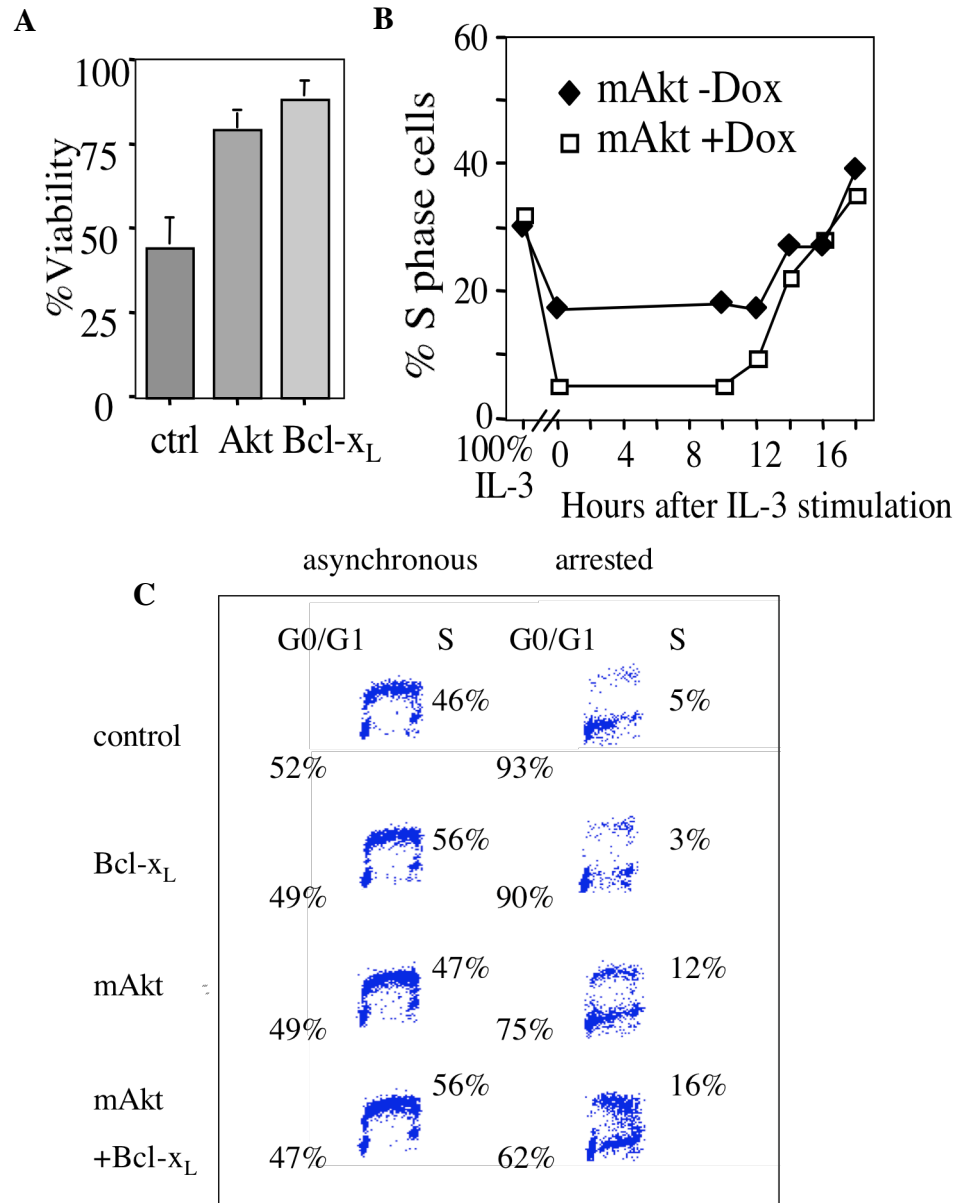 A
%Viability
100
75
50
25
0
ctrl Akt Bcl-xL
B
% S phase cells
60
40
20
0
mAkt -Dox
mAkt +Dox
100% IL-3
0 4 8 12 16
Hours after IL-3 stimulation
C
asynchronous arrested
G0/G1 S G0/G1 S
control
46% 5%
52% 93%
Bcl-xL
56% 3%
49% 90%
mAkt
47% 12%
49% 75%
mAkt
+Bcl-xL
56% 16%
47% 62%